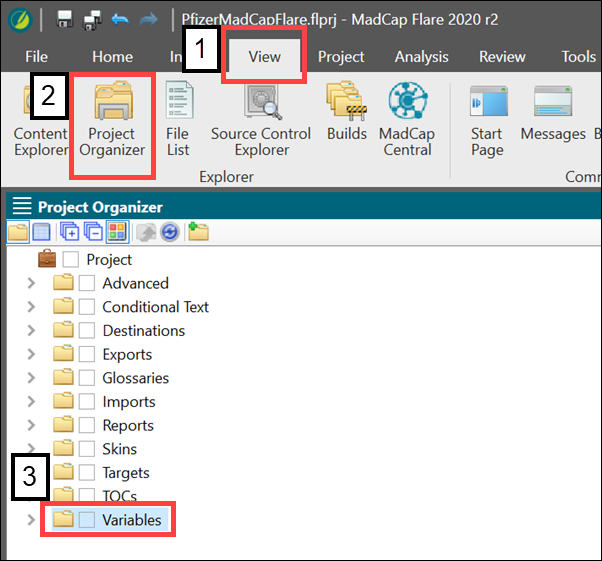 PfizerMadCapFlare.flprj - MadCap Flare 2020 r2
1
File Home In View Project Analysis Review Tools
2
Content Explorer
Project Organizer
File List
Source Control Explorer
Builds
MadCap Central
Start Page
Messages
B
Explorer
Comm
Project Organizer
Project
Advanced
Conditional Text
Destinations
Exports
Glossaries
Imports
Reports
Skins
3
Targets
TOCs
Variables